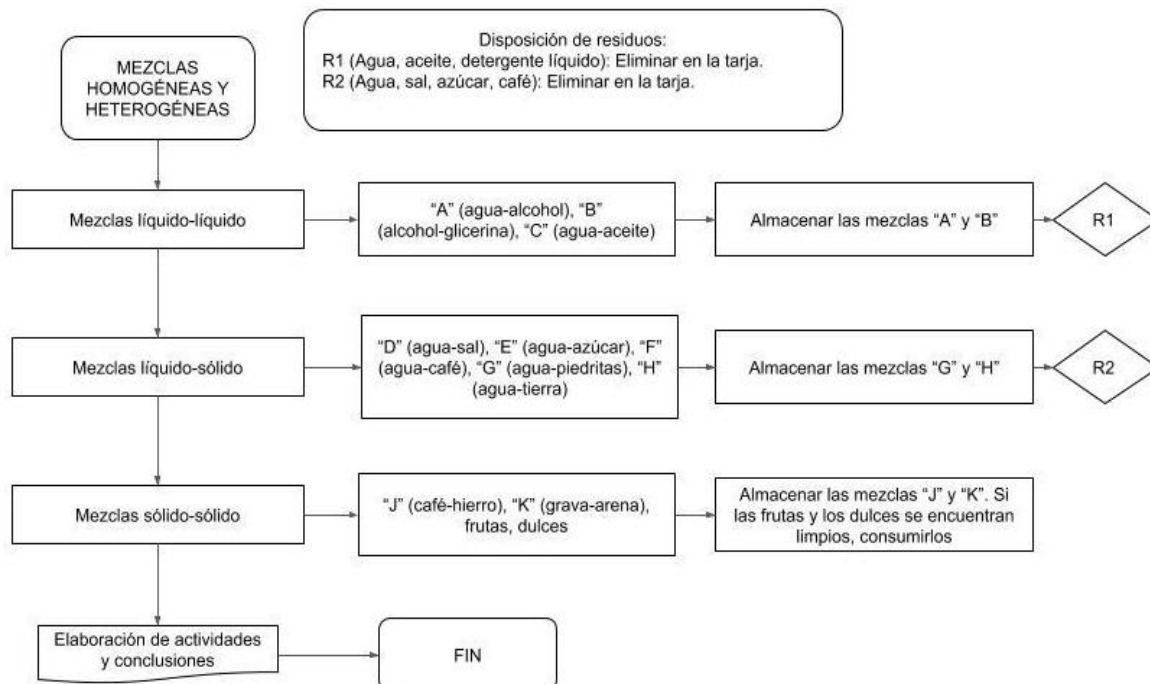 MEZCLAS
HOMOGÉNEAS Y
HETEROGÉNEAS
Disposición de residuos:
R1 (Agua, aceite, detergente líquido): Eliminar en la tarja.
R2 (Agua, sal, azúcar, café): Eliminar en la tarja.
Mezclas líquido-líquido
“A” (agua-alcohol), “B”
(alcohol-glicerina), “C” (agua-aceite)
Almacenar las mezclas “A” y “B”
R1
Mezclas líquido-sólido
“D” (agua-sal), “E” (agua-azúcar), “F”
(agua-café), “G” (agua-piedritas), “H”
(agua-tierra)
Almacenar las mezclas “G” y “H”
R2
Mezclas sólido-sólido
“J” (café-hierro), “K” (grava-arena),
frutas, dulces
Almacenar las mezclas “J” y “K”. Si
las frutas y los dulces se encuentran
limpios, consumirlos
Elaboración de actividades
y conclusiones
FIN